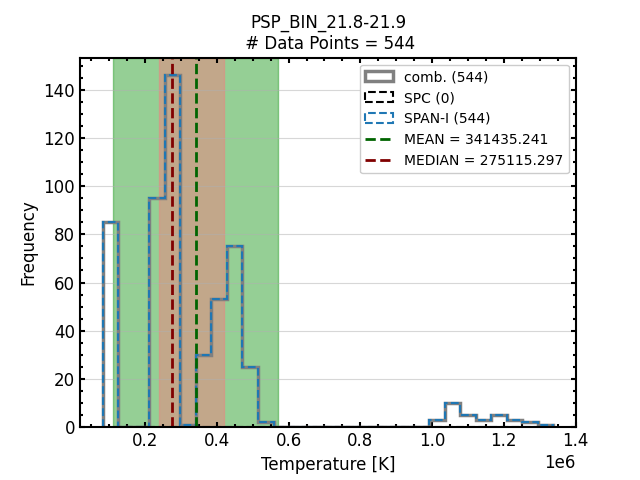 PSP_BIN_21.8-21.9
# Data Points = 544
comb. (544)
SPC (0)
SPAN-I (544)
MEAN = 341435.241
MEDIAN = 275115.297
Frequency
140
120
100
80
60
40
20
0
0.2 0.4 0.6 0.8 1.0 1.2 1.4
1e6
Temperature [K]